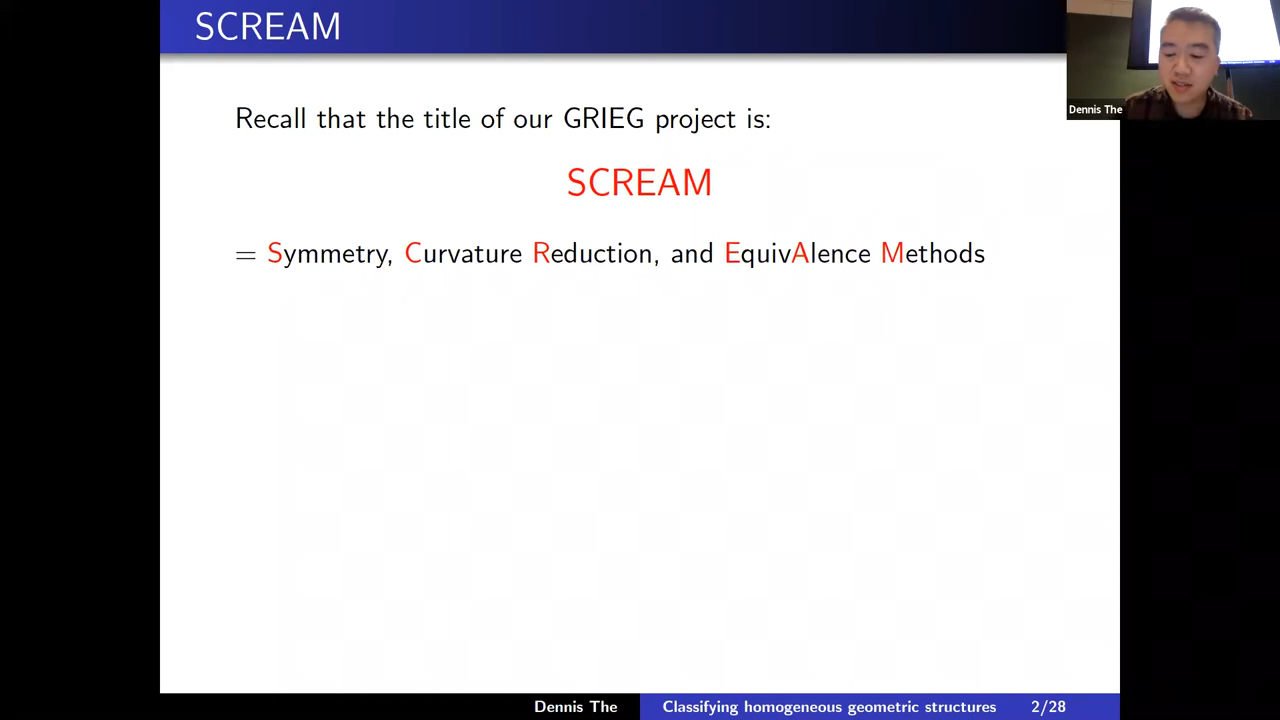 SCREAM
Dennis The
Recall that the title of our GRIEG project is:
SCREAM
= Symmetry, Curvature Reduction, and EquivAlence Methods
Dennis The Classifying homogeneous geometric structures 2/28